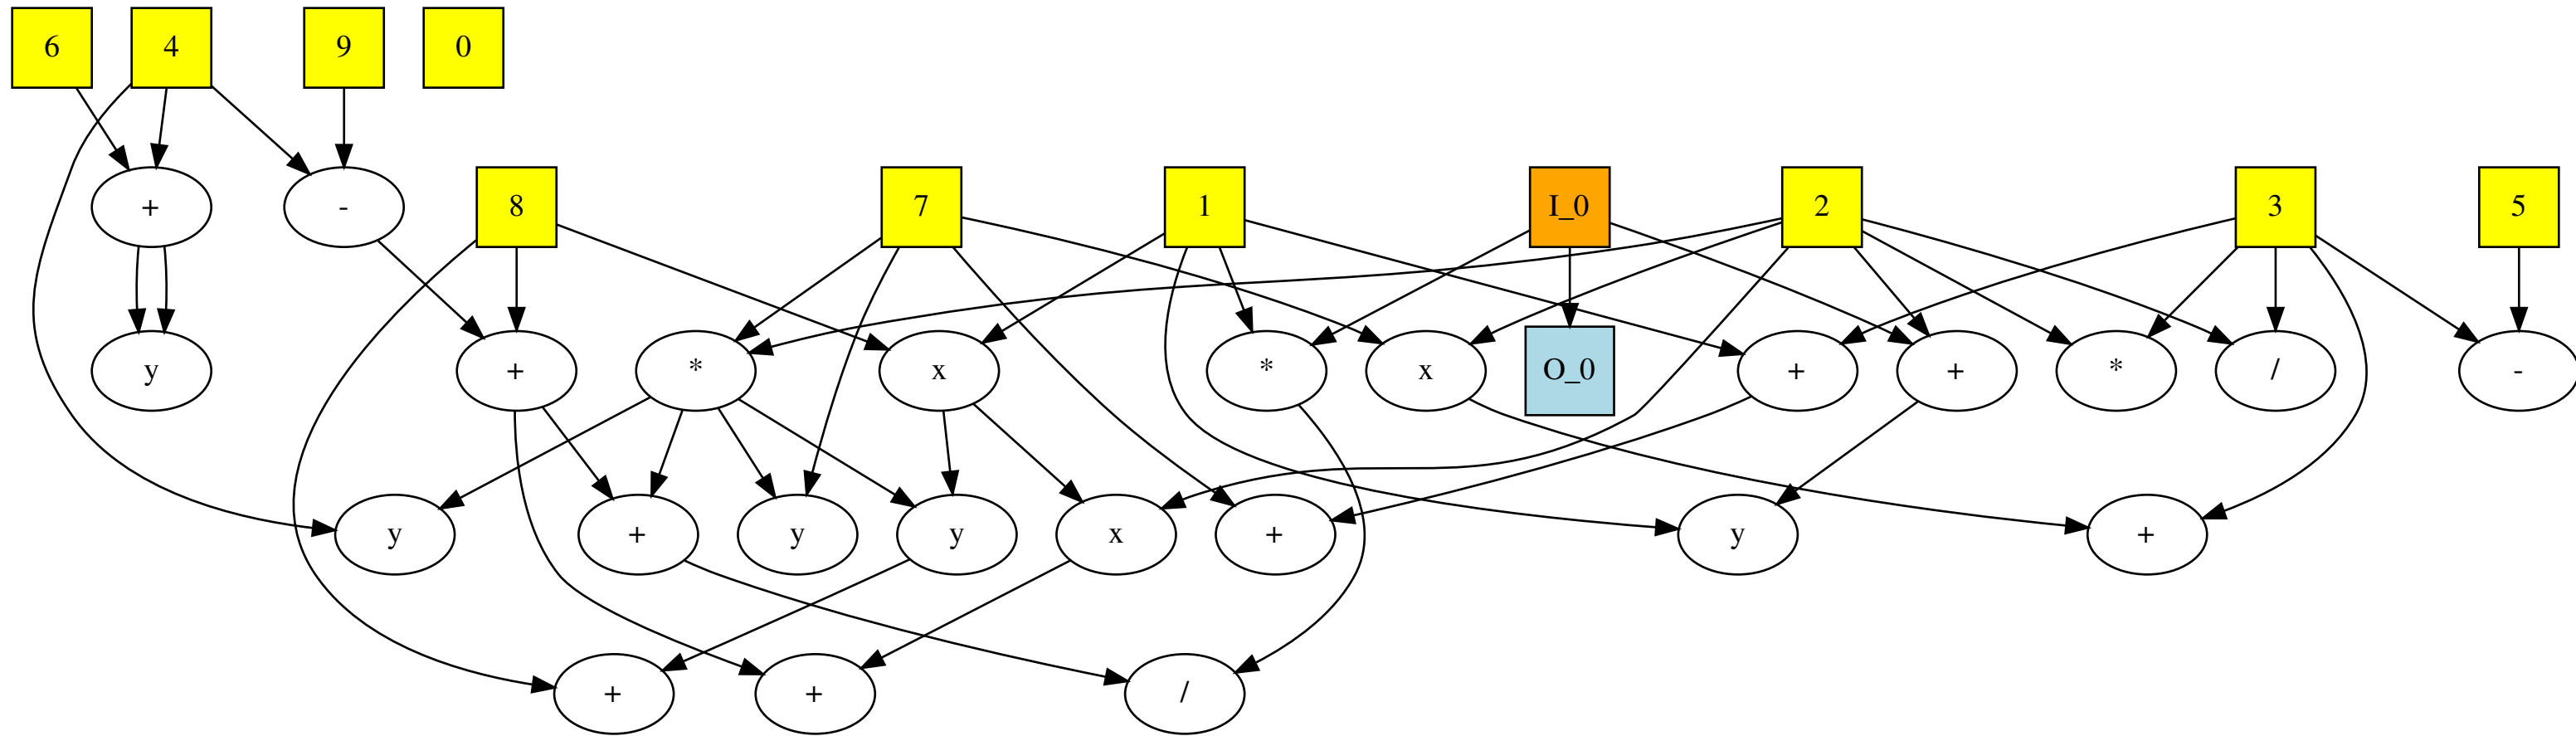 6 4 9 0
+ - 8 7 1 I_0 2 3 5
y + * x * x O_0 + + * / -
y + y y x + y +
+ + /